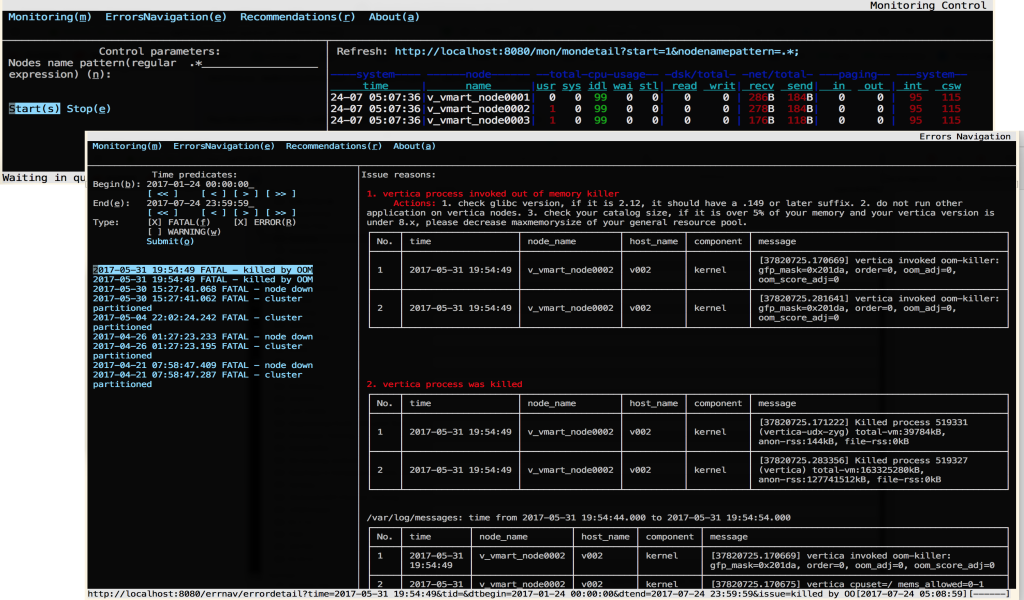 Monitoring Control
Monitoring(m) ErrorsNavigation(e) Recommendations(r) About(a)
Control parameters:
Nodes name pattern(regular .*
expression) (n):
Start(s) Stop(e)
Refresh: http://localhost:8080/mon/mondetail?start=1&nodenamepattern=.*;
system node total-cpu-usage dsk/total net/total paging system
time name usr sys idl wai stl read writ recv send in out int csw
24-07 05:07:36 v_vmart_node0001 0 0 99 0 0 0 0 286B 184B 0 0 95 115
24-07 05:07:36 v_vmart_node0002 1 0 99 0 0 0 0 278B 184B 0 0 95 115
24-07 05:07:36 v_vmart_node0003 1 0 99 0 0 0 0 176B 118B 0 0 95 115
Waiting in qu
Errors Navigation
Monitoring(m) ErrorsNavigation(e) Recommendations(r) About(a)
Time predicates:
Begin(b): 2017-01-24 00:00:00_
[ << ] [ < ] [ > ] [ >> ]
End(e): 2017-07-24 23:59:59_
[ << ] [ < ] [ > ] [ >> ]
Type: [X] FATAL(f) [X] ERROR(R)
[ ] WARNING(w)
Submit(g)
2017-05-31 19:54:49 FATAL - killed by OOM
2017-05-31 19:54:49 FATAL - killed by OOM
2017-05-30 15:27:41.068 FATAL - node down
2017-05-30 15:27:41.062 FATAL - cluster
partitioned
2017-05-04 22:02:24.242 FATAL - cluster
partitioned
2017-04-26 01:27:23.233 FATAL - node down
2017-04-26 01:27:23.195 FATAL - cluster
partitioned
2017-04-21 07:58:47.409 FATAL - node down
2017-04-21 07:58:47.287 FATAL - cluster
partitioned
Issue reasons:
1. vertica process invoked out of memory killer
Actions: 1. check glibc version, if it is 2.12, it should have a .149 or later suffix. 2. do not run other
application on vertica nodes. 3. check your catalog size, if it is over 5% of your memory and your vertica version is
under 8.x, please decrease maxmemorysize of your general resource pool.
No. time node_name host_name component message
1 2017-05-31 19:54:49 v_vmart_node0002 v002 kernel [37820725.170669] vertica invoked oom-killer:
gfp_mask=0x201da, order=0, oom_adj=0,
oom_score_adj=0
2 2017-05-31 19:54:49 v_vmart_node0002 v002 kernel [37820725.281641] vertica invoked oom-killer:
gfp_mask=0x201da, order=0, oom_adj=0,
oom_score_adj=0
2. vertica process was killed
No. time node_name host_name component message
1 2017-05-31 19:54:49 v_vmart_node0002 v002 kernel [37820725.171222] Killed process 519331
(vertica-udx-zyg) total-vm:39784kB,
anon-rss:144kB, file-rss:0kB
2 2017-05-31 19:54:49 v_vmart_node0002 v002 kernel [37820725.283356] Killed process 519327
(vertica) total-vm:163325280kB,
anon-rss:127741512kB, file-rss:0kB
/var/log/messages: time from 2017-05-31 19:54:44.000 to 2017-05-31 19:54:54.000
No. time node_name host_name component message
1 2017-05-31 v_vmart_node0002 v002 kernel [37820725.170669] vertica invoked oom-killer:
19:54:49 gfp_mask=0x201da, order=0, oom_adj=0, oom_score_adj=0
2 2017-05-31 v_vmart_node0002 v002 kernel [37820725.170675] vertica cpuset=/ mems_allowed=0-1
http://localhost:8080/errnav/errordetail?time=2017-05-31 19:54:49&tid=&dtbegin=2017-01-24 00:00:00&dtend=2017-07-24 23:59:59&issue=killed by OO[2017-07-24 05:08:59][------]